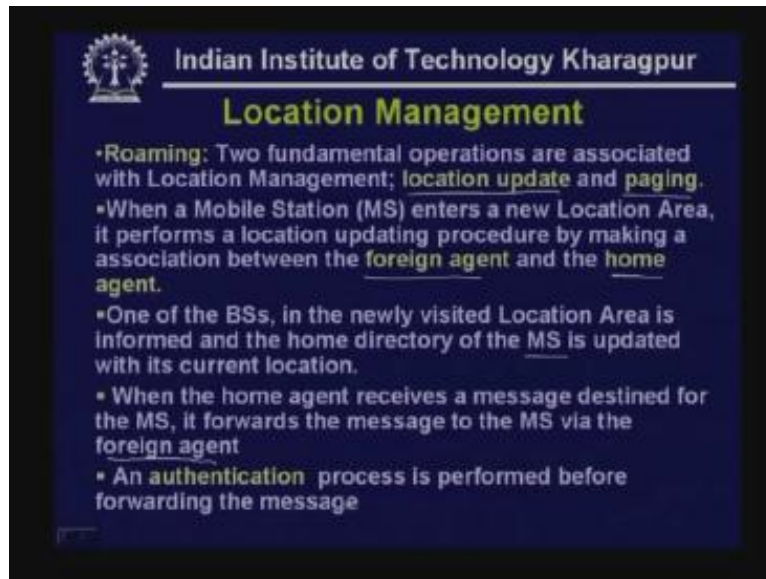 Indian Institute of Technology Kharagpur
Location Management
▪Roaming: Two fundamental operations are associated
with Location Management; location update and paging.
▪When a Mobile Station (MS) enters a new Location Area,
it performs a location updating procedure by making a
association between the foreign agent and the home
agent.
▪One of the BSs, in the newly visited Location Area is
informed and the home directory of the MS is updated
with its current location.
▪ When the home agent receives a message destined for
the MS, it forwards the message to the MS via the
foreign agent
▪ An authentication process is performed before
forwarding the message